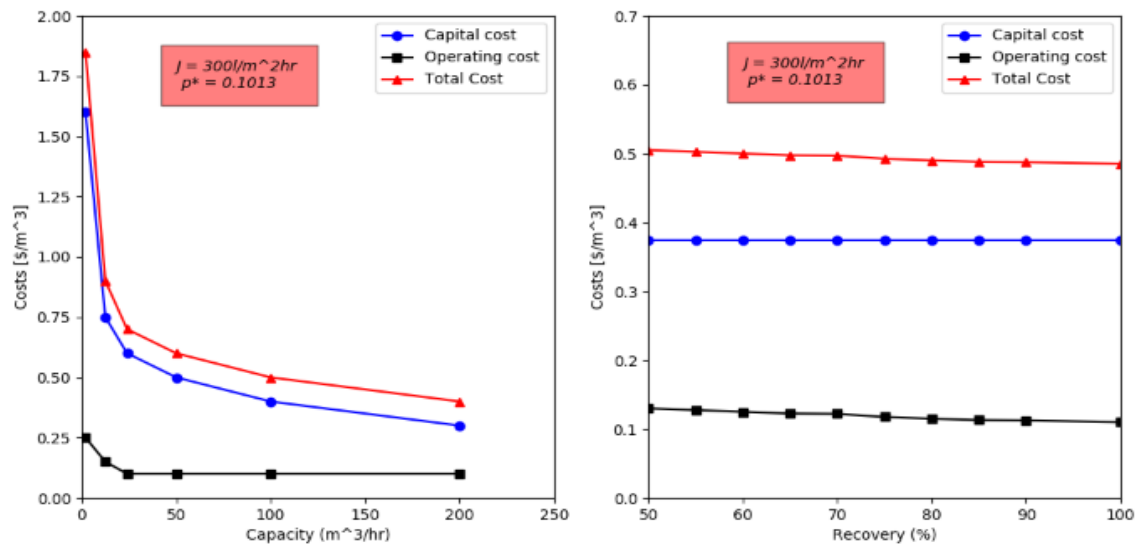 2.00
1.75
1.50
1.25
1.00
0.75
0.50
0.25
0.00
Costs [$/m^3]
0
50
100
150
200
250
Capacity (m^3/hr)
J = 300l/m^2hr
p* = 0.1013
Capital cost
Operating cost
Total Cost
0.7
0.6
0.5
0.4
0.3
0.2
0.1
0.0
Costs [$/m^3]
50
60
70
80
90
100
Recovery (%)
J = 300l/m^2hr
p* = 0.1013
Capital cost
Operating cost
Total Cost